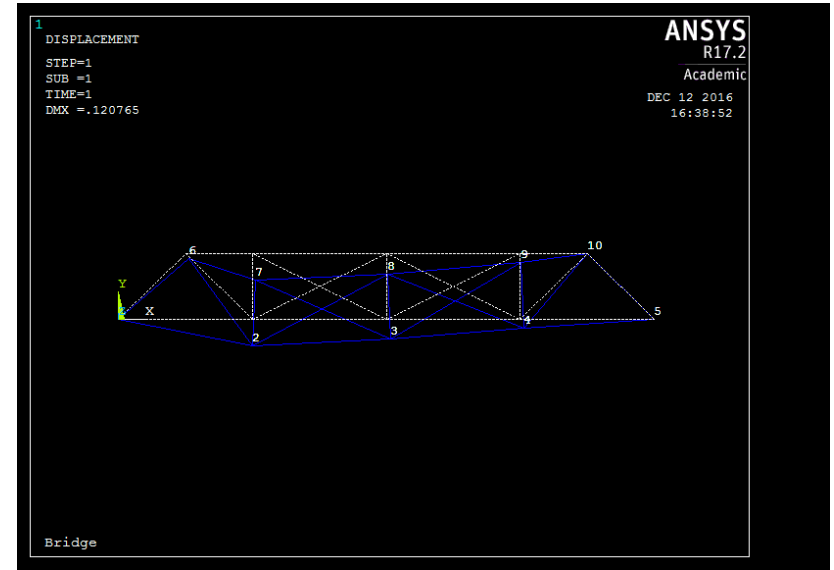 1
DISPLACEMENT
STEP=1
SUB =1
TIME=1
DMX =.120765
ANSYS
R17.2
Academic
DEC 12 2016
16:38:52
6
7
8
9
10
Y
X
2
3
4
5
Bridge